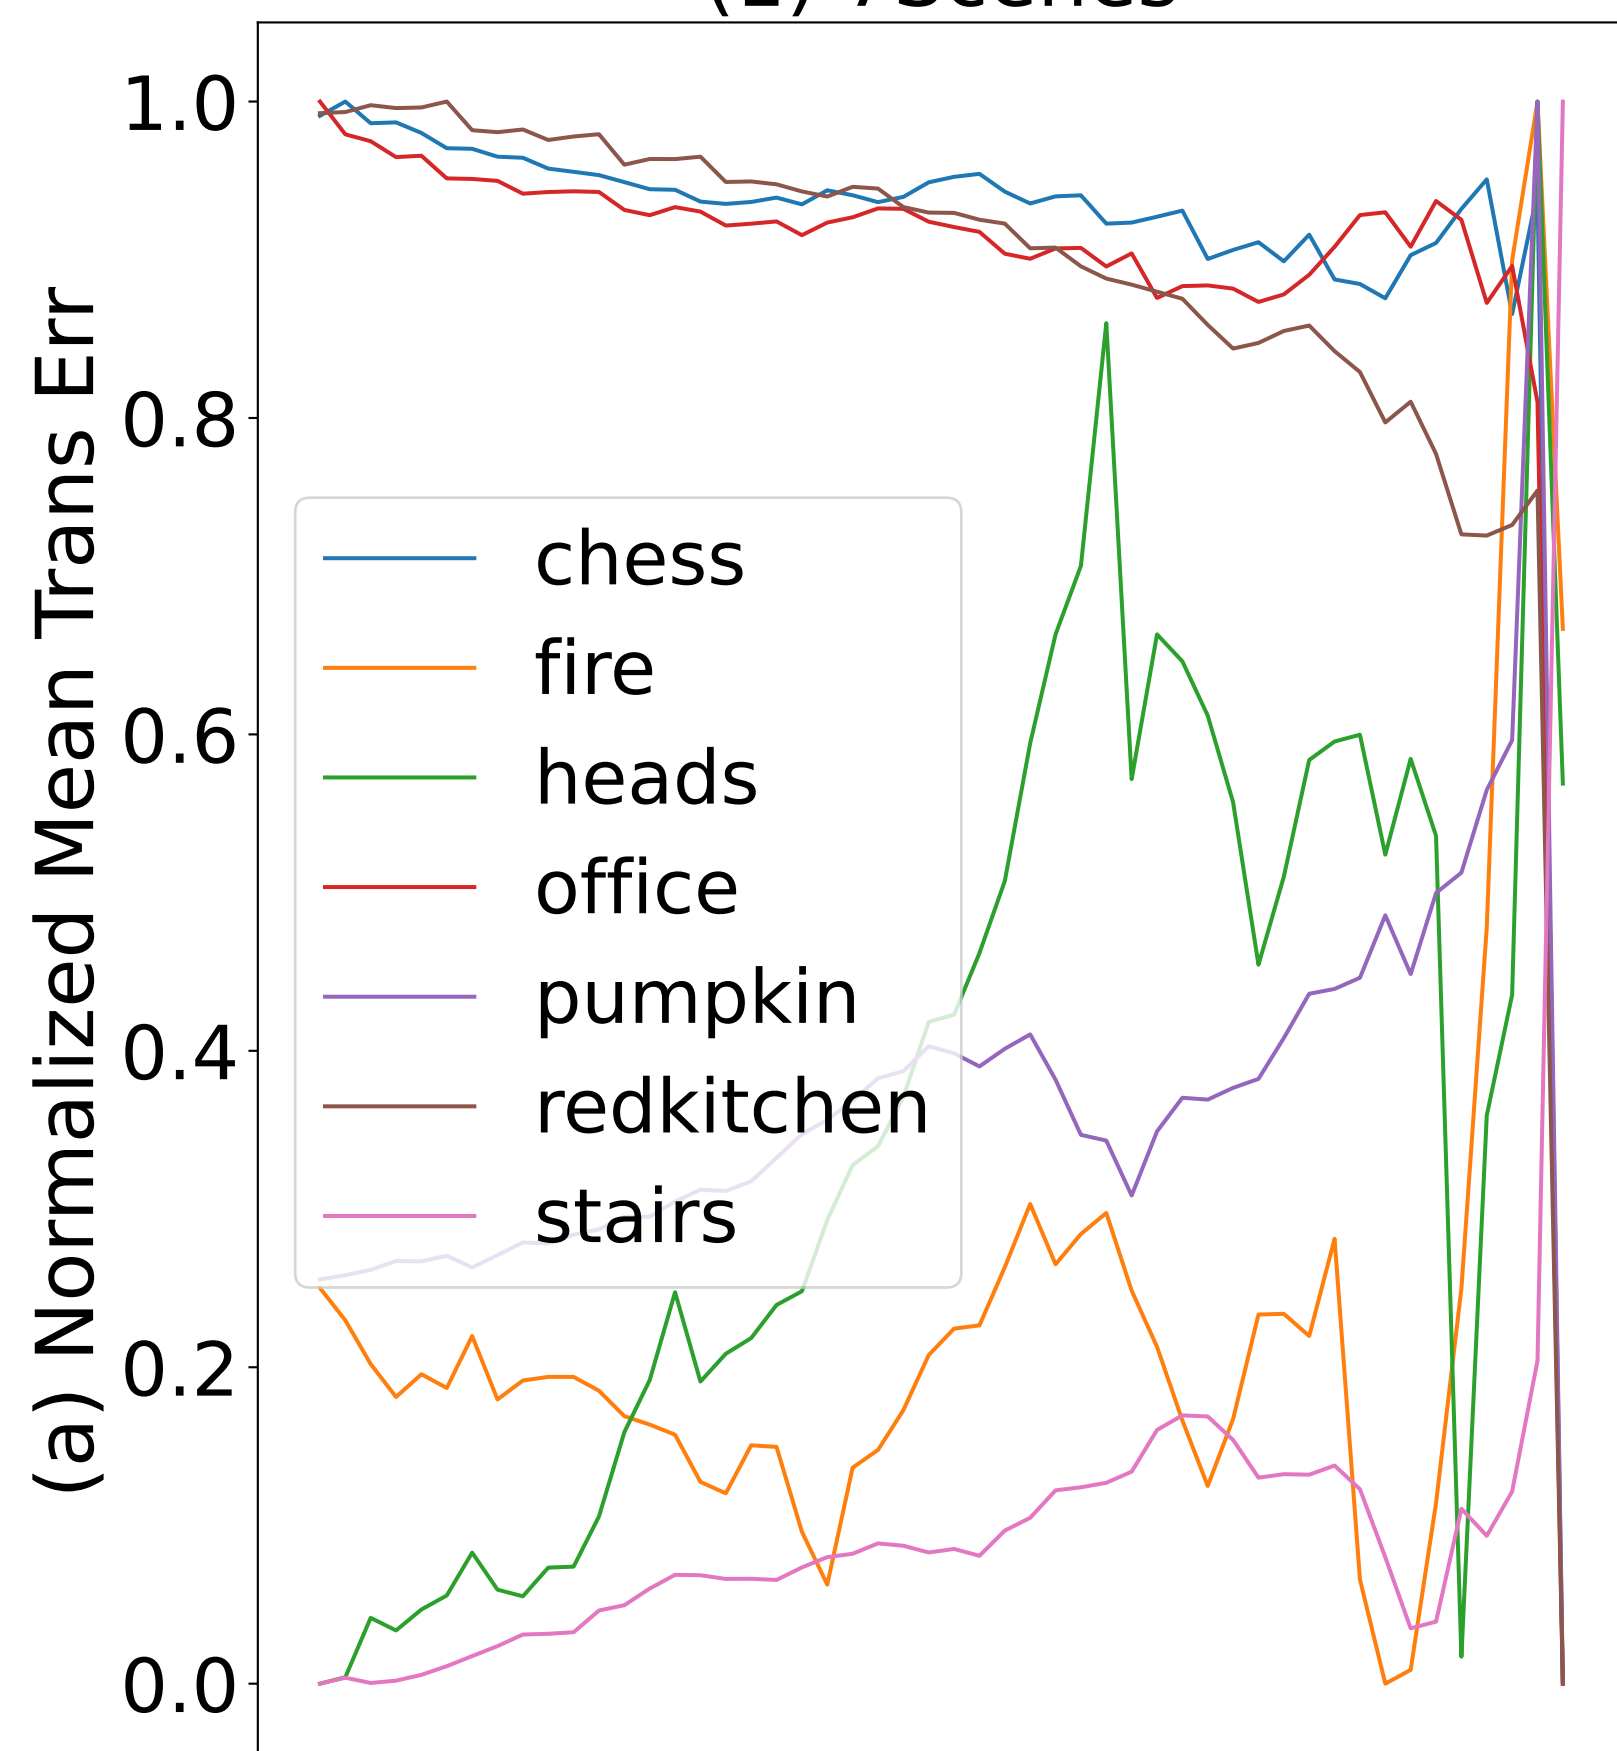 (a) Normalized Mean Trans Err
1.0
0.8
0.6
0.4
0.2
0.0
chess
fire
heads
office
pumpkin
redkitchen
stairs